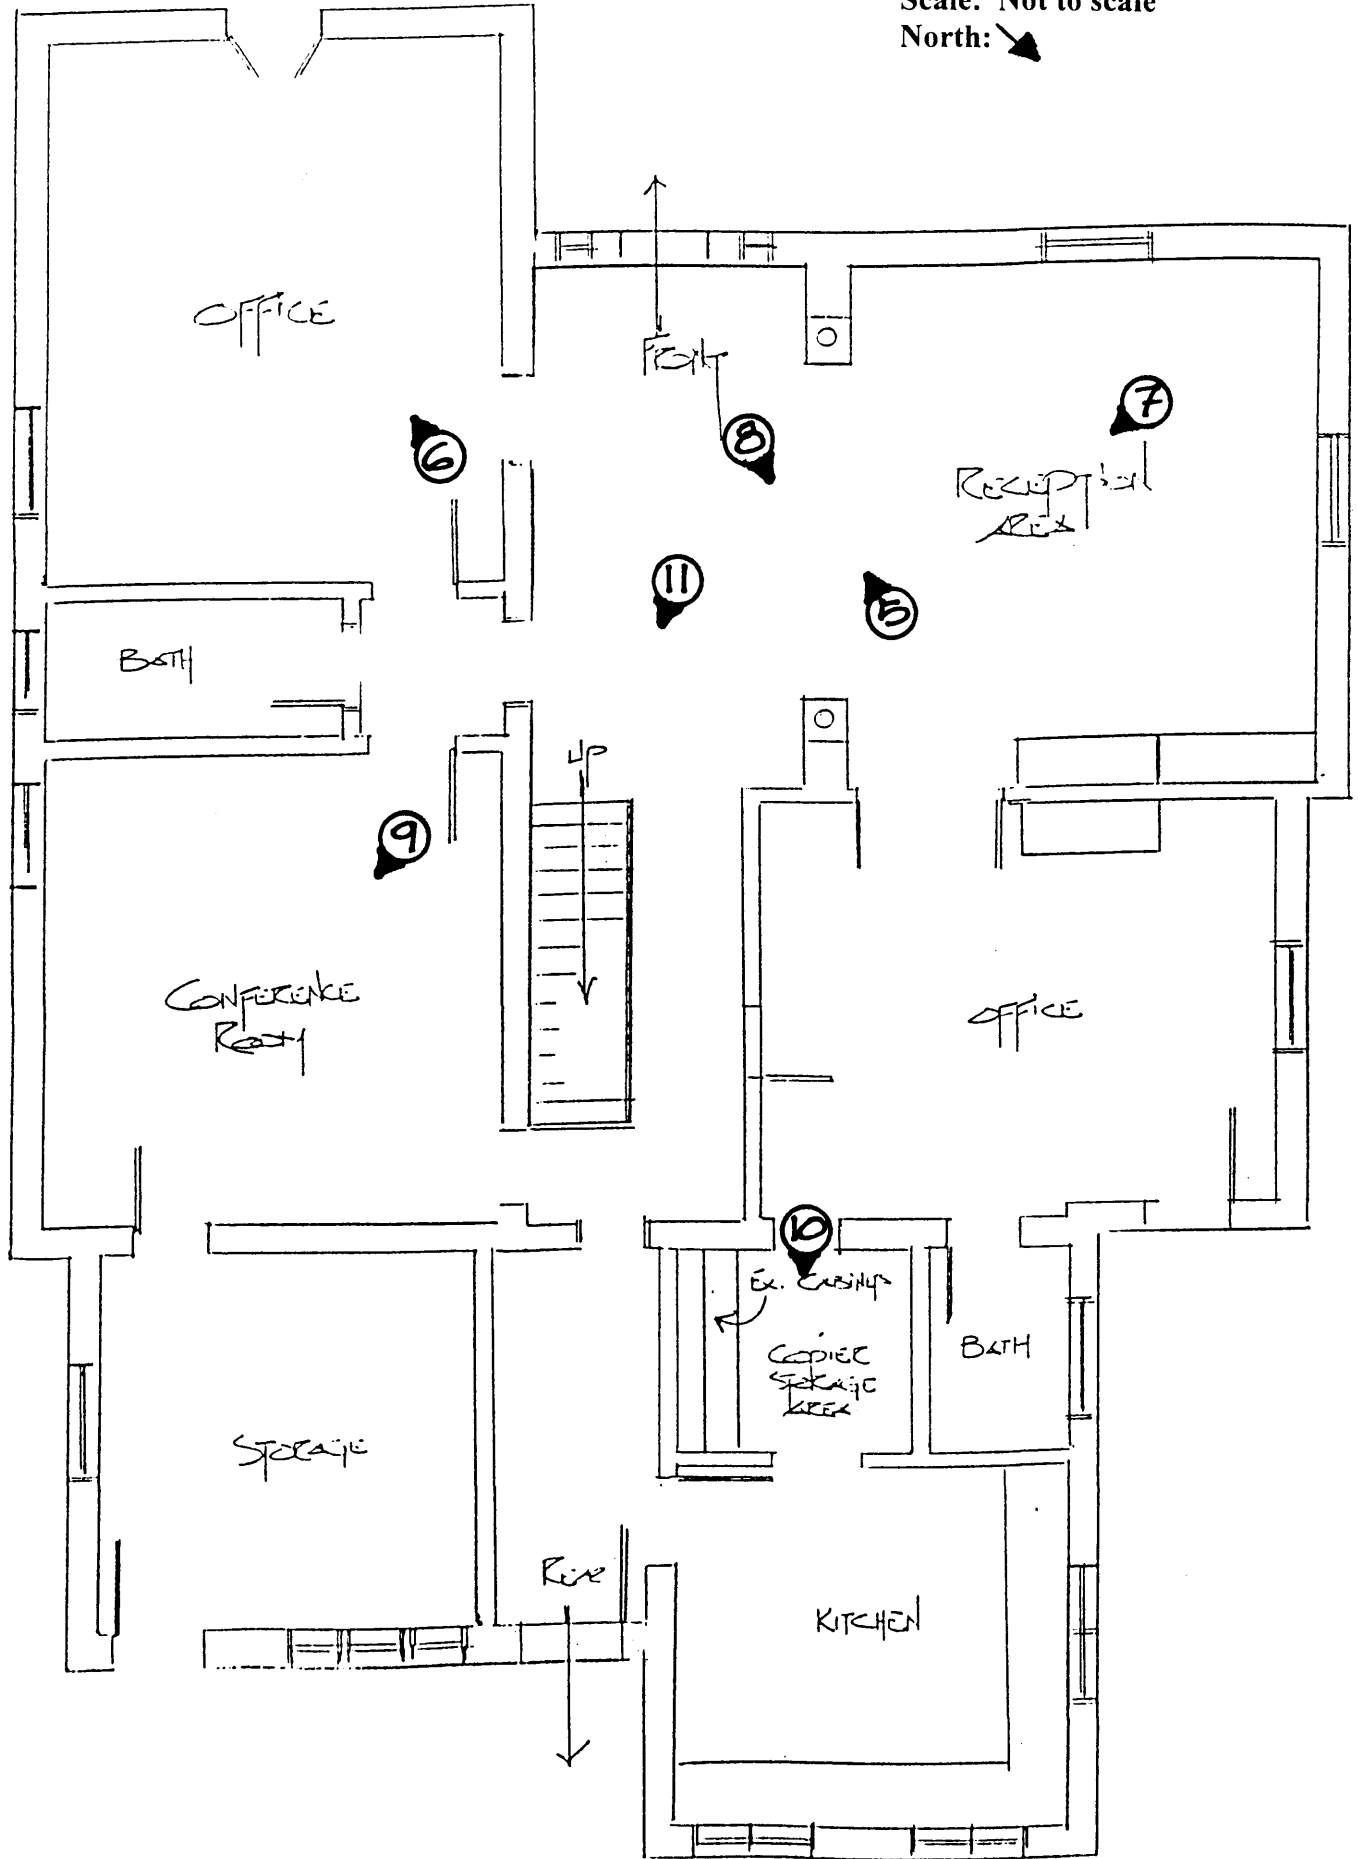 Scale: Not to scale
North:
OFFICE
FRONT
6
8
7
RECEPTION
AREA
11
5
BATH
UP
9
CONFERENCE
ROOM
OFFICE
10
EX. CABINETS
COPIER
STORAGE
AREA
BATH
STORAGE
REAR
KITCHEN